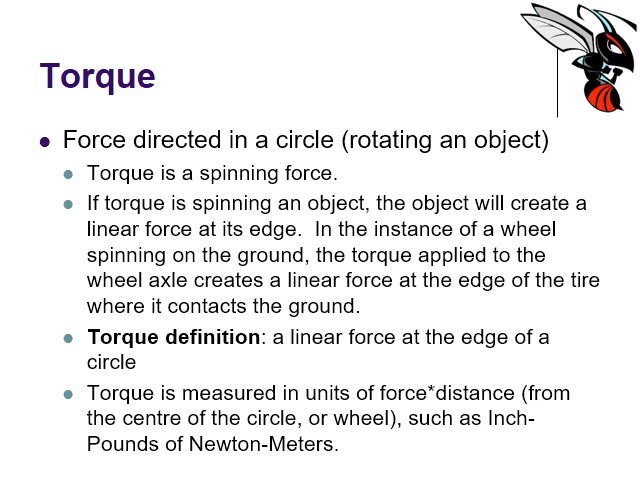 Torque
Force directed in a circle (rotating an object)
Torque is a spinning force.
If torque is spinning an object, the object will create a
linear force at its edge.  In the instance of a wheel
spinning on the ground, the torque applied to the
wheel axle creates a linear force at the edge of the tire
where it contacts the ground.
Torque definition: a linear force at the edge of a
circle
Torque is measured in units of force*distance (from
the centre of the circle, or wheel), such as Inch-
Pounds of Newton-Meters.